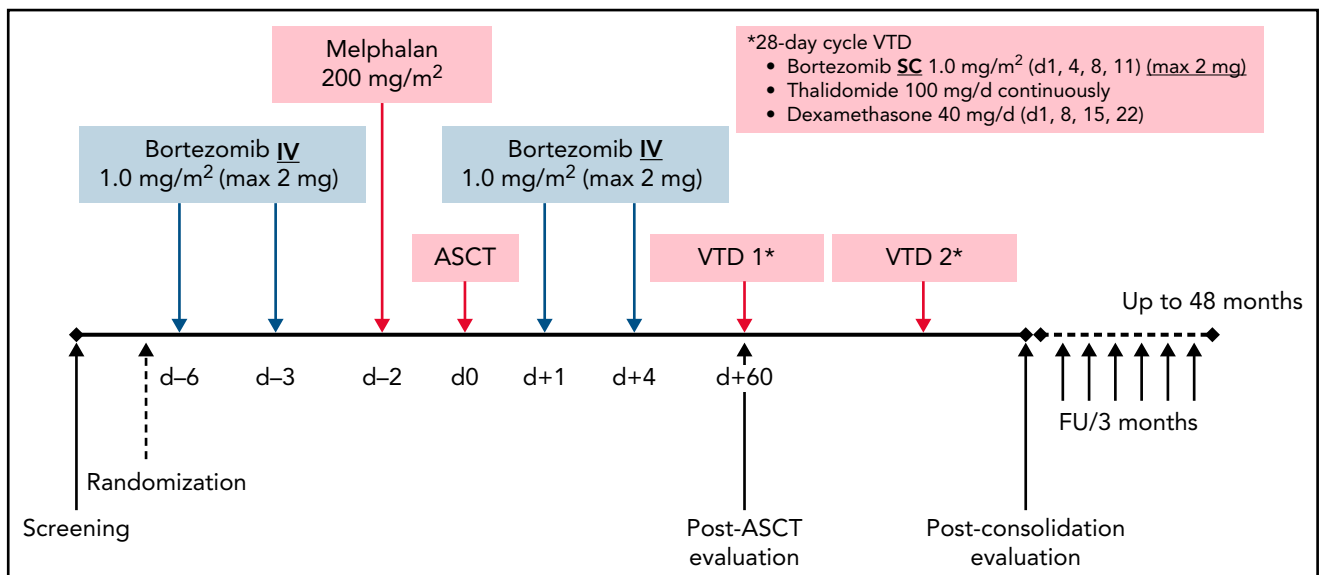 Melphalan
200 mg/m²
*28-day cycle VTD
• Bortezomib SC 1.0 mg/m² (d1, 4, 8, 11) (max 2 mg)
• Thalidomide 100 mg/d continuously
• Dexamethasone 40 mg/d (d1, 8, 15, 22)
Bortezomib IV
1.0 mg/m² (max 2 mg)
Bortezomib IV
1.0 mg/m² (max 2 mg)
ASCT
VTD 1*
VTD 2*
Up to 48 months
d–6
d–3
d–2
d0
d+1
d+4
d+60
FU/3 months
Randomization
Screening
Post-ASCT
evaluation
Post-consolidation
evaluation